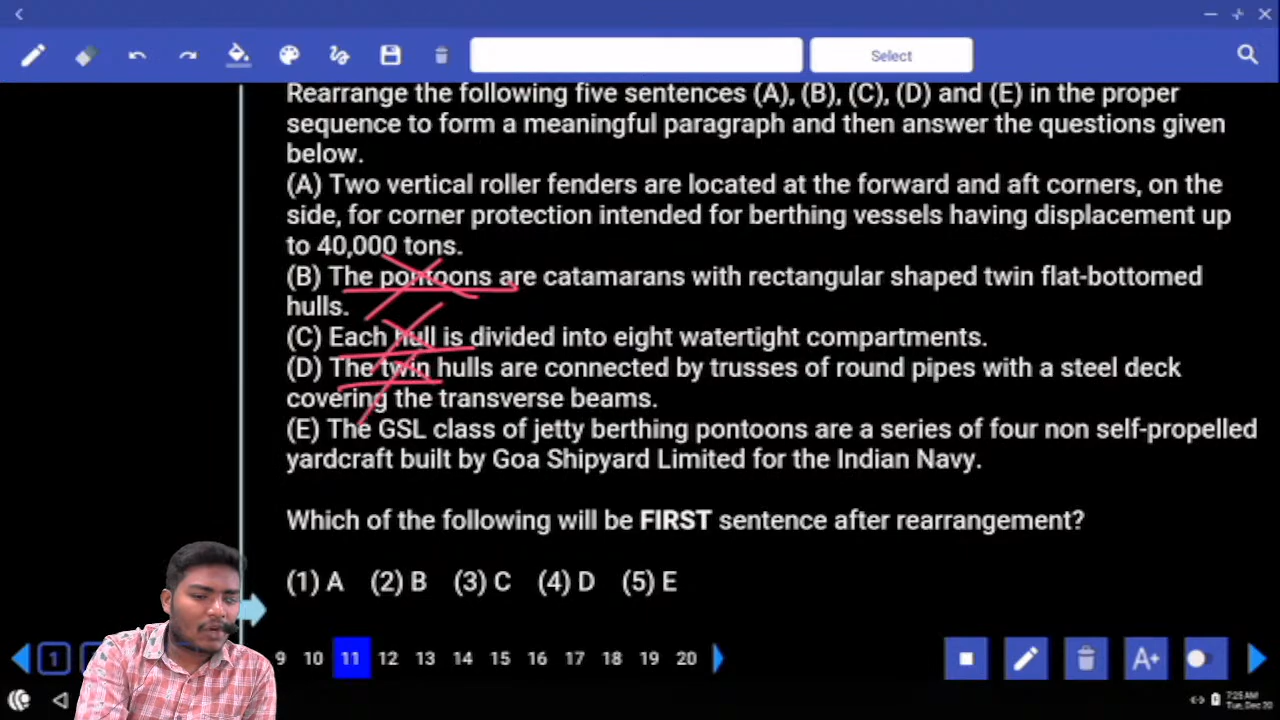 Select
Rearrange the following five sentences (A), (B), (C), (D) and (E) in the proper
sequence to form a meaningful paragraph and then answer the questions given
below.
(A) Two vertical roller fenders are located at the forward and aft corners, on the
side, for corner protection intended for berthing vessels having displacement up
to 40,000 tons.
(B) The pontoons are catamarans with rectangular shaped twin flat-bottomed
hulls.
(C) Each hull is divided into eight watertight compartments.
(D) The twin hulls are connected by trusses of round pipes with a steel deck
covering the transverse beams.
(E) The GSL class of jetty berthing pontoons are a series of four non self-propelled
yardcraft built by Goa Shipyard Limited for the Indian Navy.
Which of the following will be FIRST sentence after rearrangement?
(1) A (2) B (3) C (4) D (5) E
1 9 10 11 12 13 14 15 16 17 18 19 20 A+
7:25 AM
Tue, Dec 20